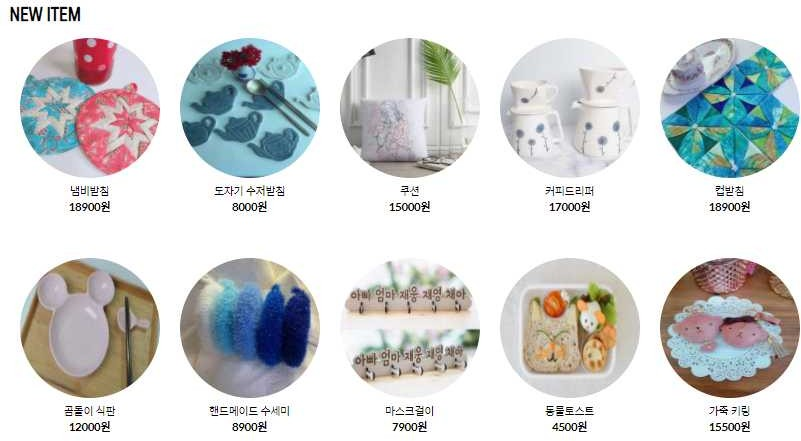 NEW ITEM
냄비받침
18900원
도자기 수저받침
8000원
쿠션
15000원
커피드리퍼
17000원
컵받침
18900원
아빠 엄마 재웅 재영 채아
아빠 엄마 재웅 재영 채아
곰돌이 식판
12000원
핸드메이드 수세미
8900원
마스크걸이
7900원
동물토스트
4500원
가죽 키링
15500원